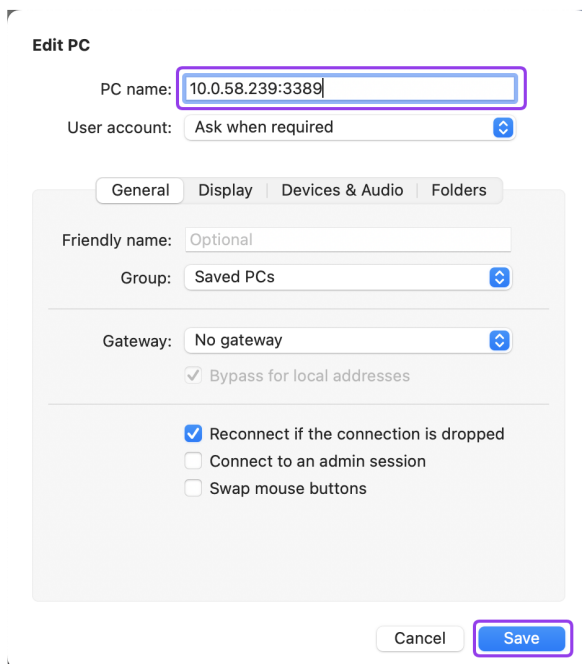 Edit PC
PC name: 10.0.58.239:3389
User account: Ask when required
General Display Devices & Audio Folders
Friendly name: Optional
Group: Saved PCs
Gateway: No gateway
Bypass for local addresses
Reconnect if the connection is dropped
Connect to an admin session
Swap mouse buttons
Cancel Save